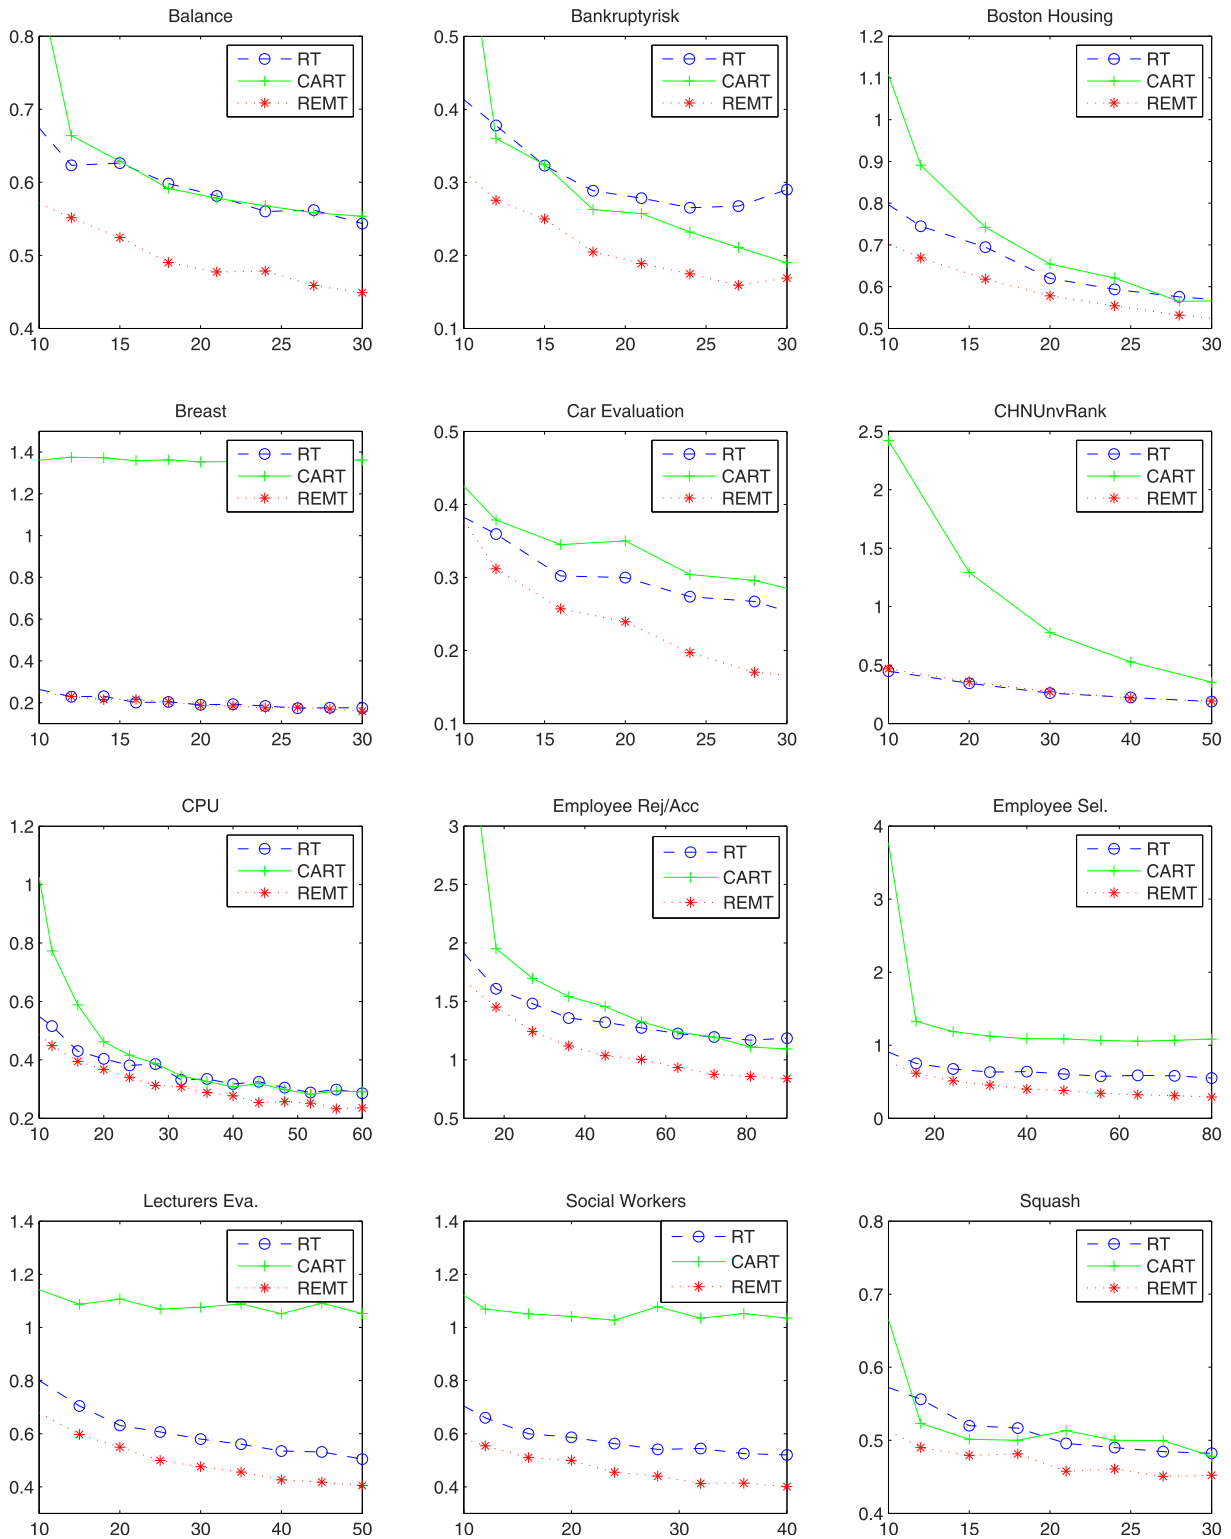 Balance
Bankruptyrisk
Boston Housing
0.8
0.7
0.6
0.5
0.4
10 15 20 25 30
RT
CART
REMT
0.5
0.4
0.3
0.2
0.1
10 15 20 25 30
RT
CART
REMT
1.2
1.1
1
0.9
0.8
0.7
0.6
0.5
10 15 20 25 30
RT
CART
REMT
Breast
Car Evaluation
CHNUnvRank
1.4
1.2
1
0.8
0.6
0.4
0.2
10 15 20 25 30
RT
CART
REMT
0.5
0.4
0.3
0.2
0.1
10 15 20 25 30
RT
CART
REMT
2.5
2
1.5
1
0.5
0
10 20 30 40 50
RT
CART
REMT
CPU
Employee Rej/Acc
Employee Sel.
1.2
1
0.8
0.6
0.4
0.2
10 20 30 40 50 60
RT
CART
REMT
3
2.5
2
1.5
1
0.5
20 40 60 80
RT
CART
REMT
4
3
2
1
0
20 40 60 80
RT
CART
REMT
Lecturers Eva.
Social Workers
Squash
1.4
1.2
1
0.8
0.6
0.4
10 20 30 40 50
RT
CART
REMT
1.4
1.2
1
0.8
0.6
0.4
10 20 30 40
RT
CART
REMT
0.8
0.7
0.6
0.5
0.4
10 15 20 25 30
RT
CART
REMT